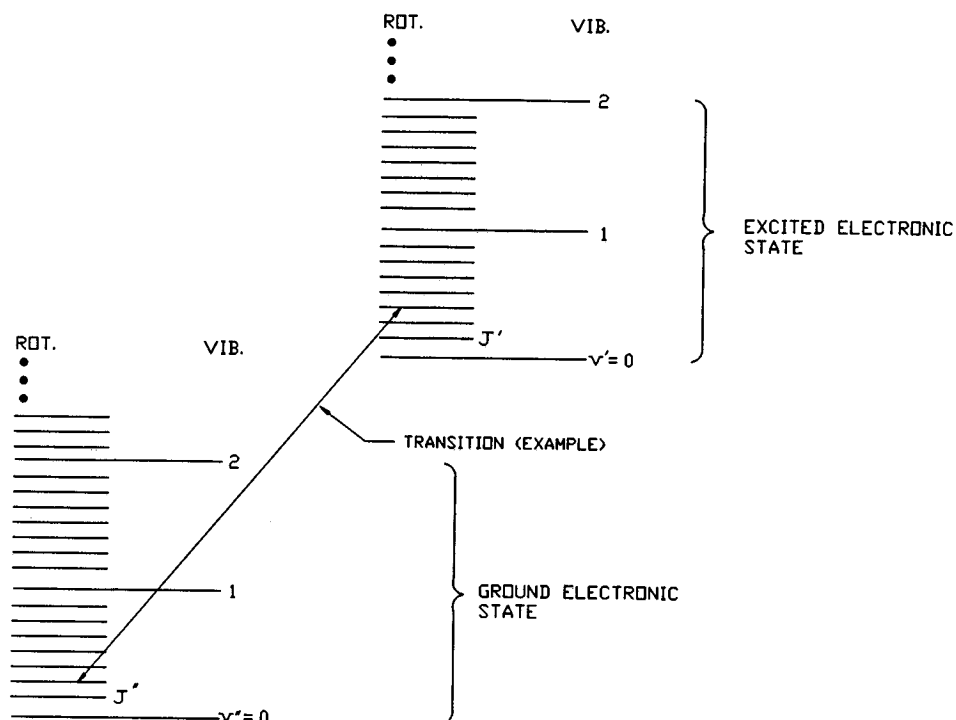 ROT. VIB.
2
1
EXCITED ELECTRONIC
STATE
J'
v'= 0
ROT. VIB.
TRANSITION (EXAMPLE)
2
1
GROUND ELECTRONIC
STATE
J"
v"= 0